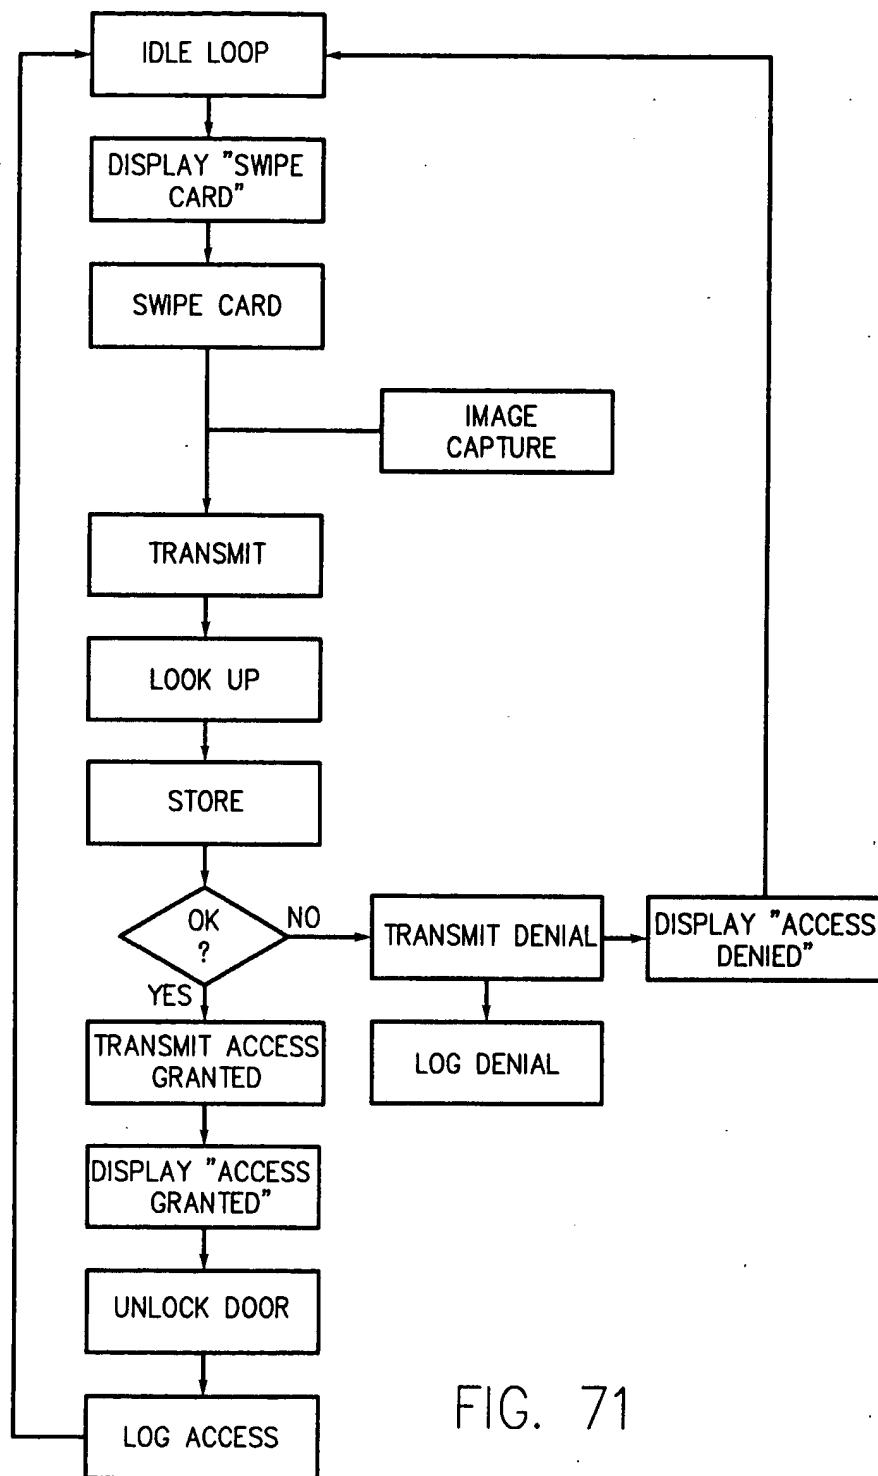 IDLE LOOP
DISPLAY "SWIPE
CARD"
SWIPE CARD
IMAGE
CAPTURE
TRANSMIT
LOOK UP
STORE
OK
?
NO
TRANSMIT DENIAL
DISPLAY "ACCESS
DENIED"
YES
TRANSMIT ACCESS
GRANTED
LOG DENIAL
DISPLAY "ACCESS
GRANTED"
UNLOCK DOOR
LOG ACCESS
FIG. 71